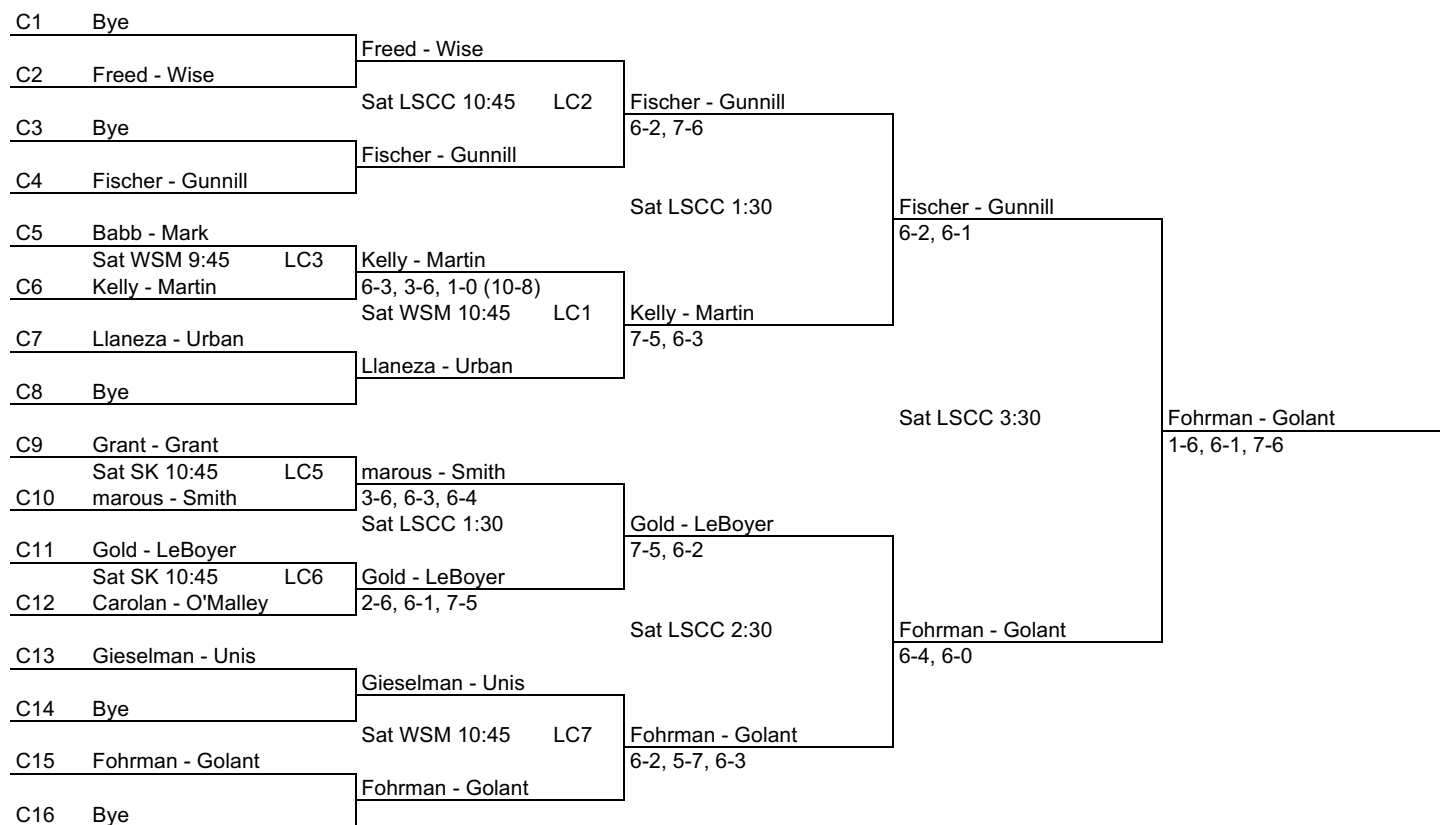 C1 Bye
Freed - Wise
C2 Freed - Wise
Sat LSCC 10:45 LC2 Fischer - Gunnill
C3 Bye 6-2, 7-6
Fischer - Gunnill
C4 Fischer - Gunnill
Sat LSCC 1:30 Fischer - Gunnill
C5 Babb - Mark 6-2, 6-1
Sat WSM 9:45 LC3 Kelly - Martin
C6 Kelly - Martin 6-3, 3-6, 1-0 (10-8)
Sat WSM 10:45 LC1 Kelly - Martin
C7 Llaneza - Urban 7-5, 6-3
Llaneza - Urban
C8 Bye
Sat LSCC 3:30 Fohrman - Golant
C9 Grant - Grant 1-6, 6-1, 7-6
Sat SK 10:45 LC5 marous - Smith
C10 marous - Smith 3-6, 6-3, 6-4
Sat LSCC 1:30 Gold - LeBoyer
C11 Gold - LeBoyer 7-5, 6-2
Sat SK 10:45 LC6 Gold - LeBoyer
C12 Carolan - O'Malley 2-6, 6-1, 7-5
Sat LSCC 2:30 Fohrman - Golant
C13 Gieselman - Unis 6-4, 6-0
Gieselman - Unis
C14 Bye
Sat WSM 10:45 LC7 Fohrman - Golant
C15 Fohrman - Golant 6-2, 5-7, 6-3
Fohrman - Golant
C16 Bye